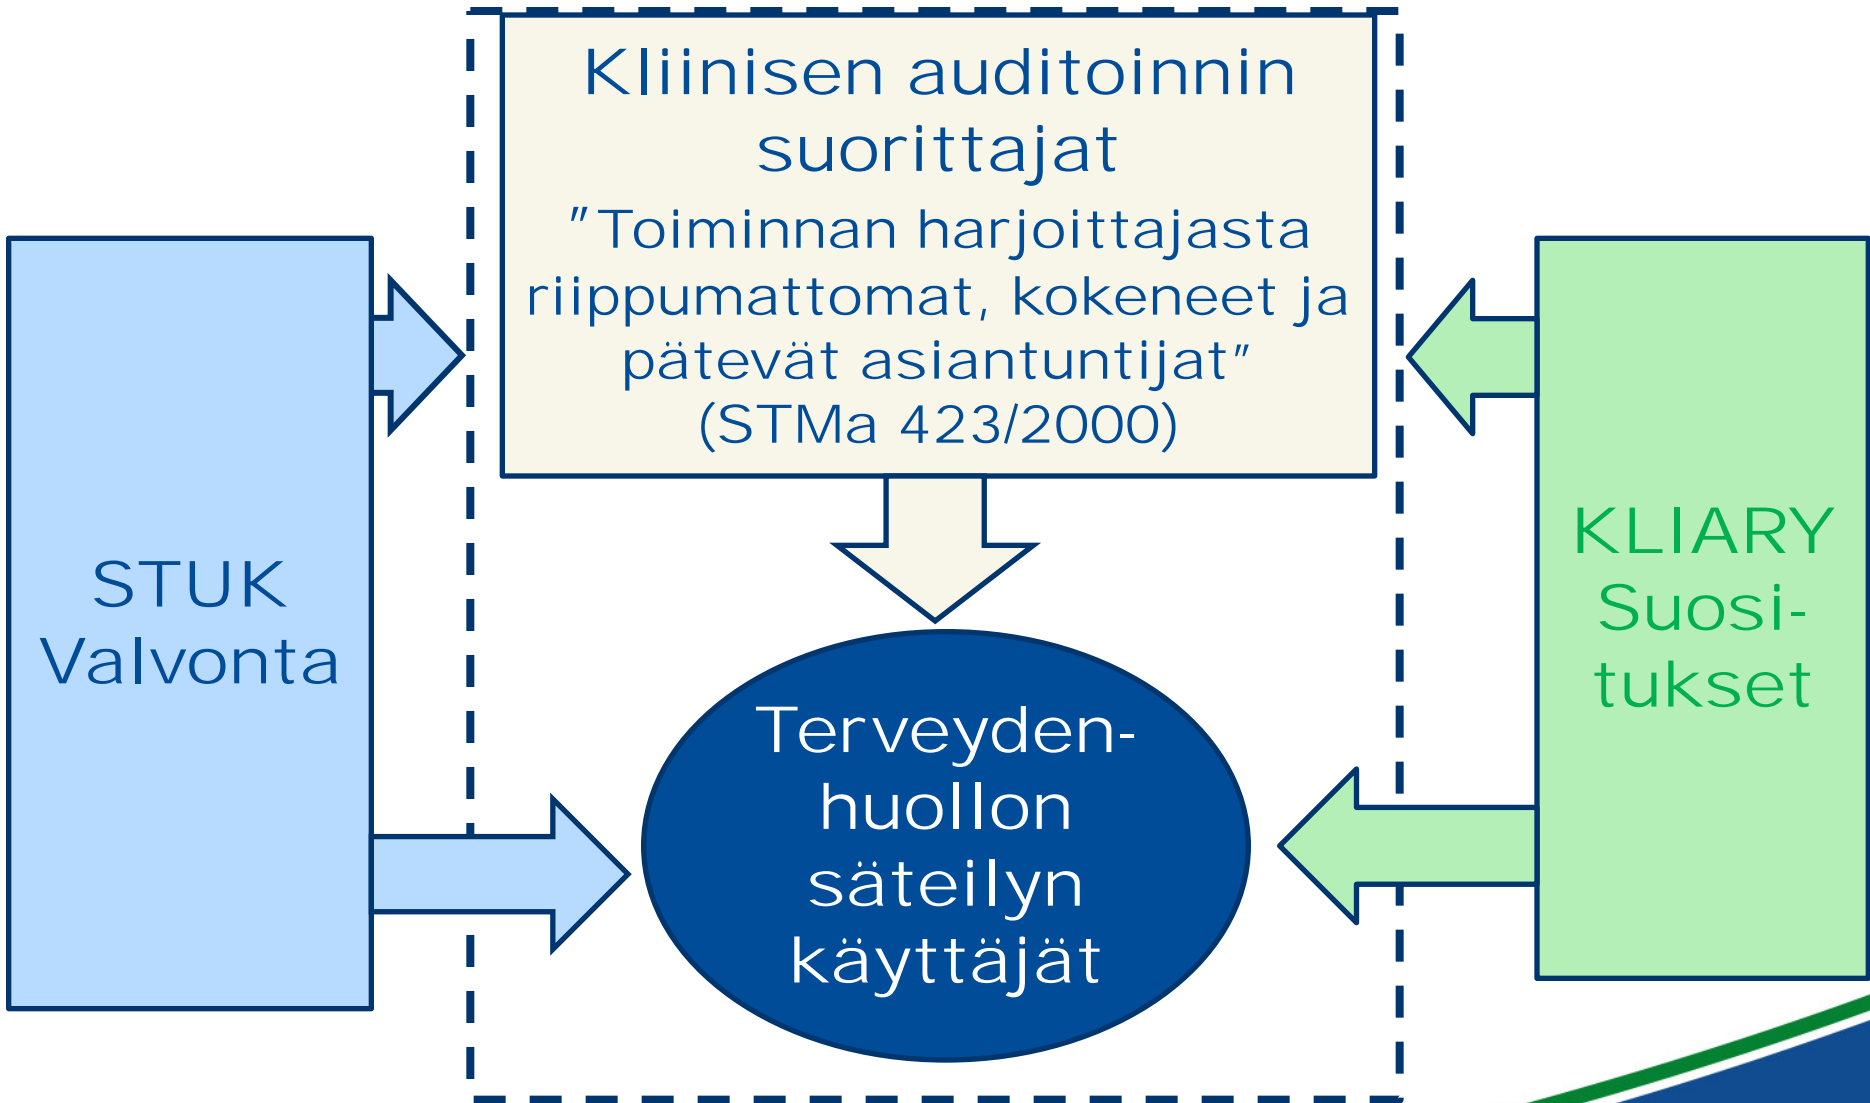 Kliinisen auditoinnin
suorittajat
"Toiminnan harjoittajasta
riippumattomat, kokeneet ja
pätevät asiantuntijat"
(STMa 423/2000)
STUK
Valvonta
KLIARY
Suosi-
tukset
Terveyden-
huollon
säteilyn
käyttäjät